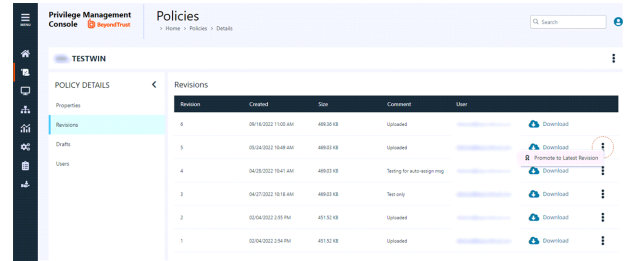 Privilege Management
Console BeyondTrust
MENU
Policies
Home > Policies > Details
Search
TESTWIN
POLICY DETAILS
Properties
Revisions
Drafts
Users
Revisions
Revision Created Size Comment User
6 09/16/2022 11:00 AM 469.36 KB Uploaded Download
5 05/24/2022 10:48 AM 469.03 KB Uploaded Download
Promote to Latest Revision
4 04/28/2022 10:41 AM 469.03 KB Testing for auto-assign msg Download
3 04/27/2022 10:18 AM 469.03 KB Test only Download
2 02/04/2022 2:55 PM 451.52 KB Uploaded Download
1 02/04/2022 2:54 PM 451.52 KB Uploaded Download